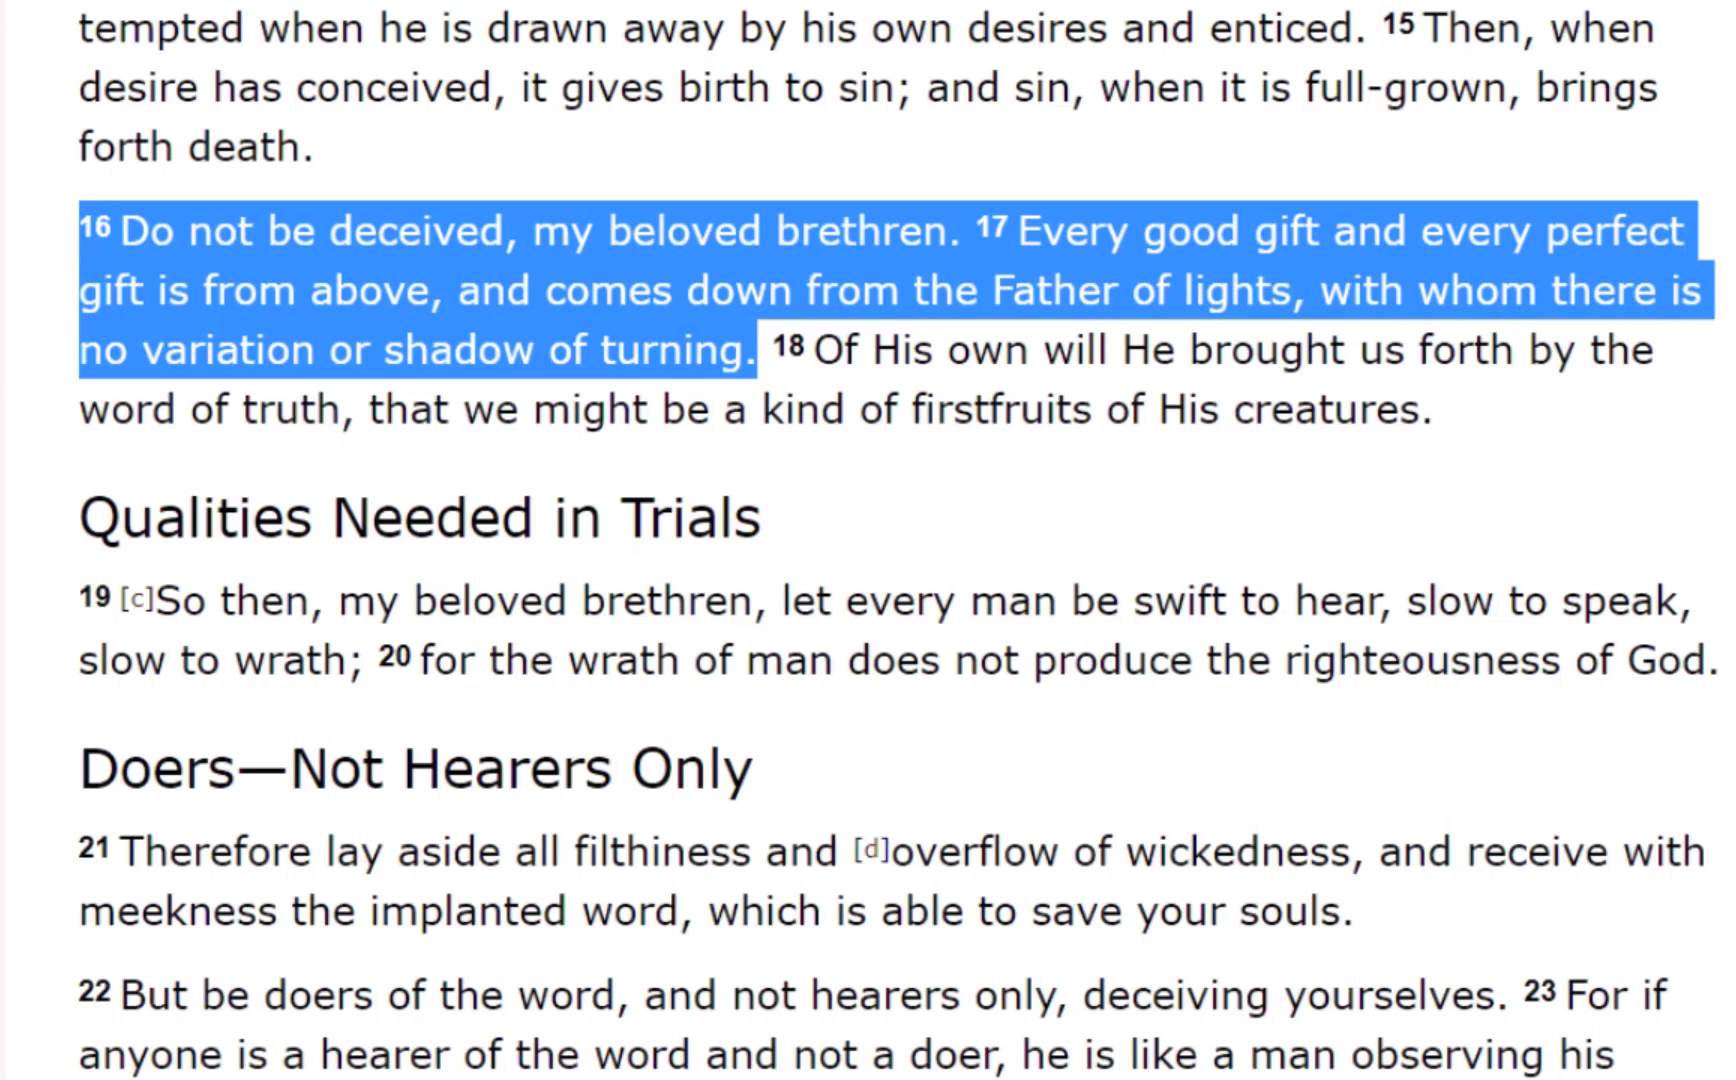 tempted when he is drawn away by his own desires and enticed. 15 Then, when
desire has conceived, it gives birth to sin; and sin, when it is full-grown, brings
forth death.
16 Do not be deceived, my beloved brethren. 17 Every good gift and every perfect
gift is from above, and comes down from the Father of lights, with whom there is
no variation or shadow of turning. 18 Of His own will He brought us forth by the
word of truth, that we might be a kind of firstfruits of His creatures.
Qualities Needed in Trials
19 [c]So then, my beloved brethren, let every man be swift to hear, slow to speak,
slow to wrath; 20 for the wrath of man does not produce the righteousness of God.
Doers—Not Hearers Only
21 Therefore lay aside all filthiness and [d]overflow of wickedness, and receive with
meekness the implanted word, which is able to save your souls.
22 But be doers of the word, and not hearers only, deceiving yourselves. 23 For if
anyone is a hearer of the word and not a doer, he is like a man observing his